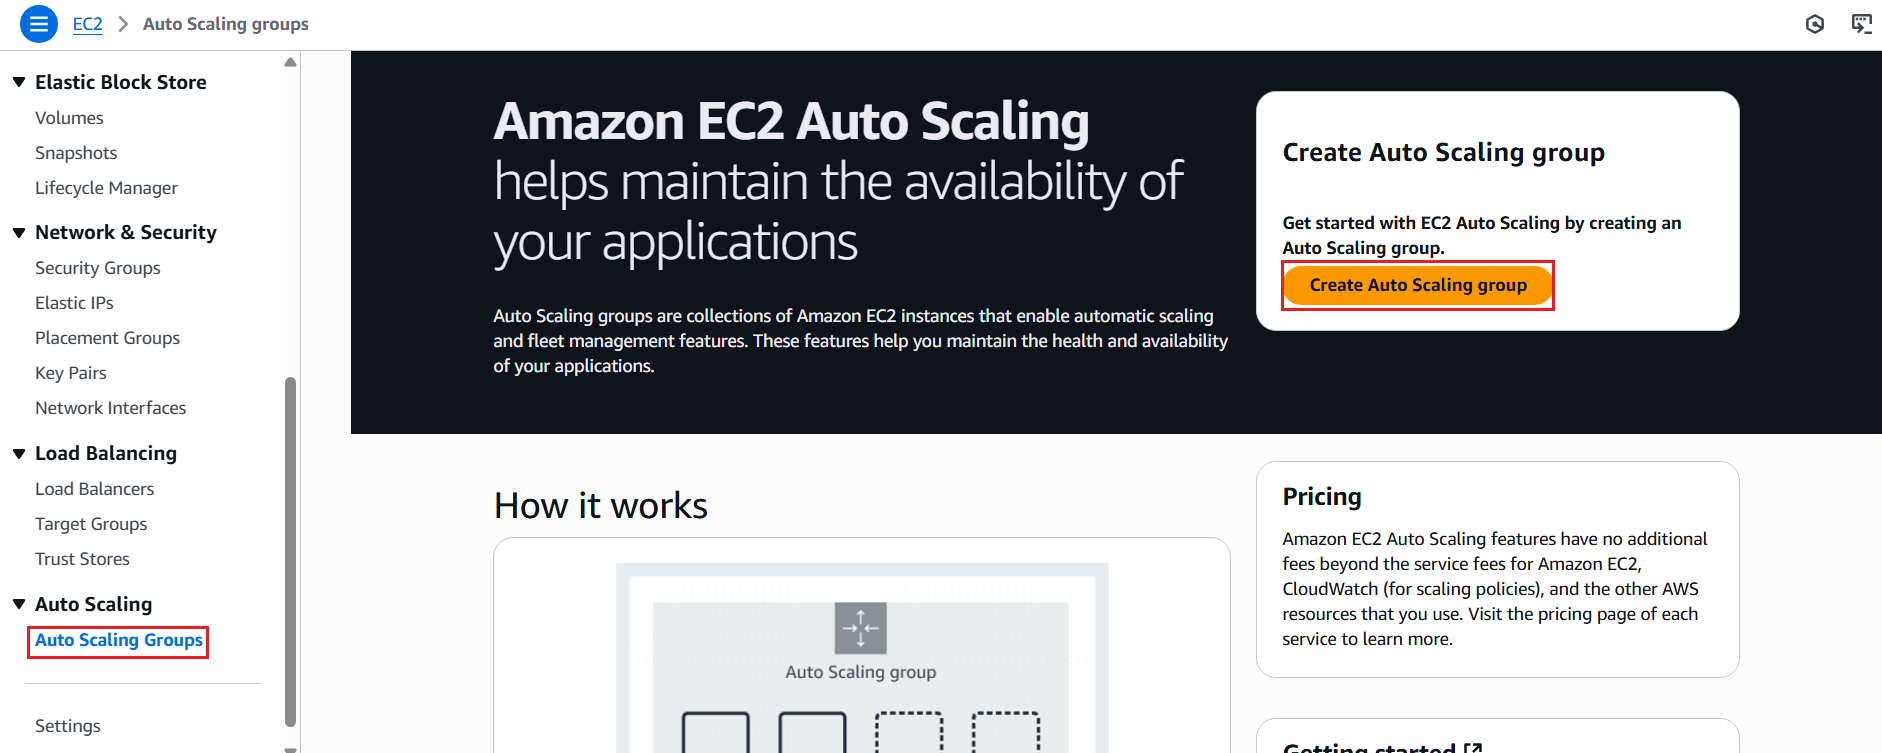 EC2 > Auto Scaling groups
Elastic Block Store
Volumes
Snapshots
Lifecycle Manager
Network & Security
Security Groups
Elastic IPs
Placement Groups
Key Pairs
Network Interfaces
Load Balancing
Load Balancers
Target Groups
Trust Stores
Auto Scaling
Auto Scaling Groups
Settings
Amazon EC2 Auto Scaling
helps maintain the availability of
your applications
Auto Scaling groups are collections of Amazon EC2 instances that enable automatic scaling
and fleet management features. These features help you maintain the health and availability
of your applications.
Create Auto Scaling group
Get started with EC2 Auto Scaling by creating an
Auto Scaling group.
Create Auto Scaling group
How it works
Auto Scaling group
Pricing
Amazon EC2 Auto Scaling features have no additional
fees beyond the service fees for Amazon EC2,
CloudWatch (for scaling policies), and the other AWS
resources that you use. Visit the pricing page of each
service to learn more.
Getting started